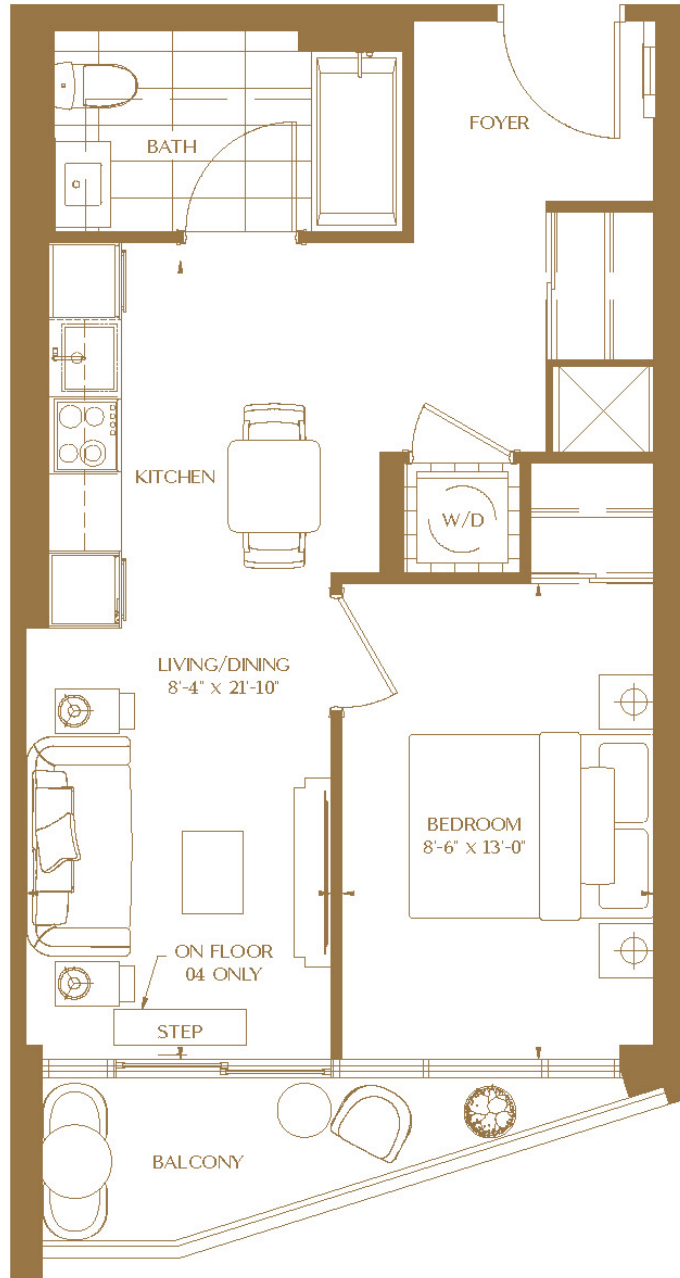 FOYER
BATH
KITCHEN
W/D
LIVING/DINING
8'-4" X 21'-10"
BEDROOM
8'-6" X 13'-0"
ON FLOOR
04 ONLY
STEP
BALCONY